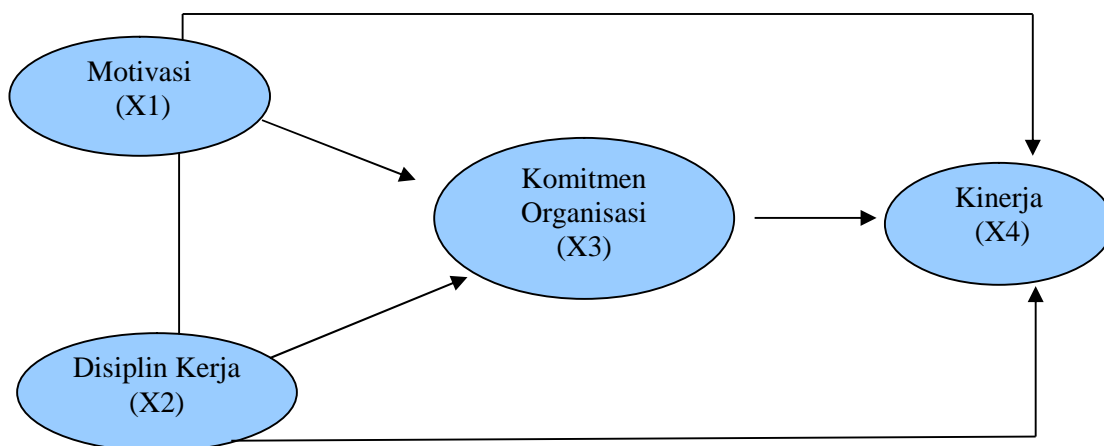 Motivasi
(X1)
Komitmen
Organisasi
(X3)
Kinerja
(X4)
Disiplin Kerja
(X2)